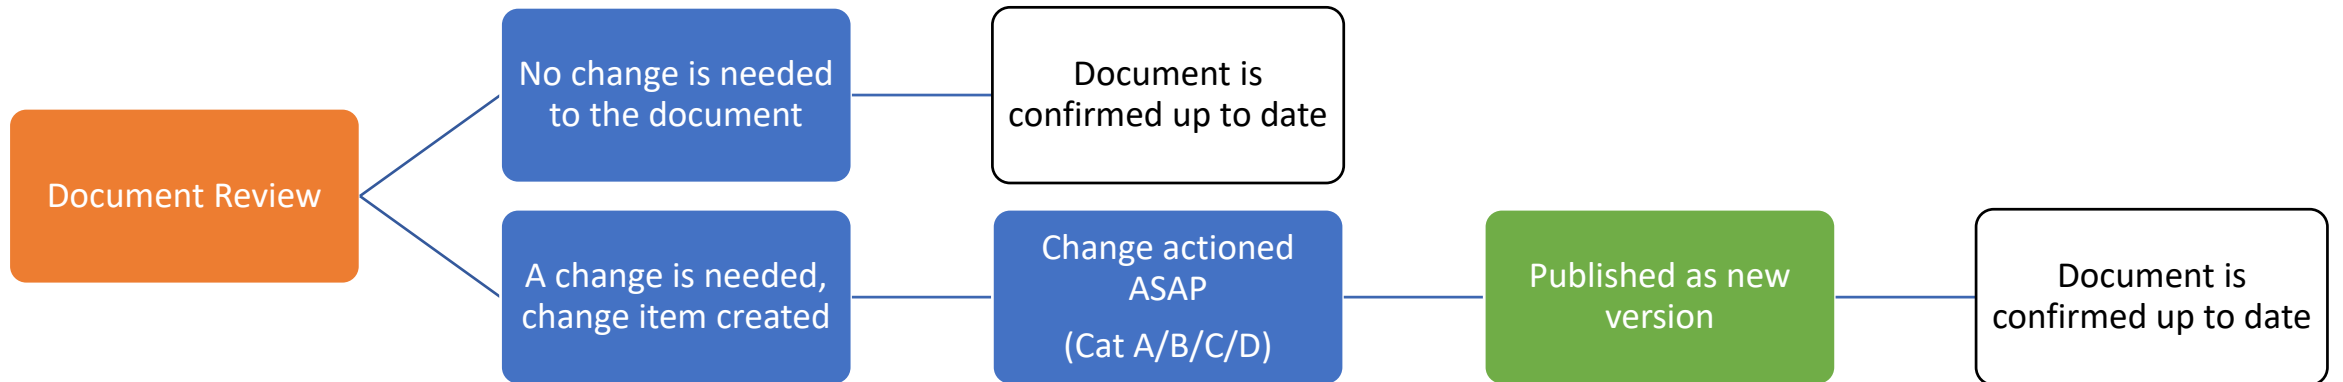 Document Review
No change is needed
to the document
Document is
confirmed up to date
A change is needed,
change item created
Change actioned
ASAP
(Cat A/B/C/D)
Published as new
version
Document is
confirmed up to date